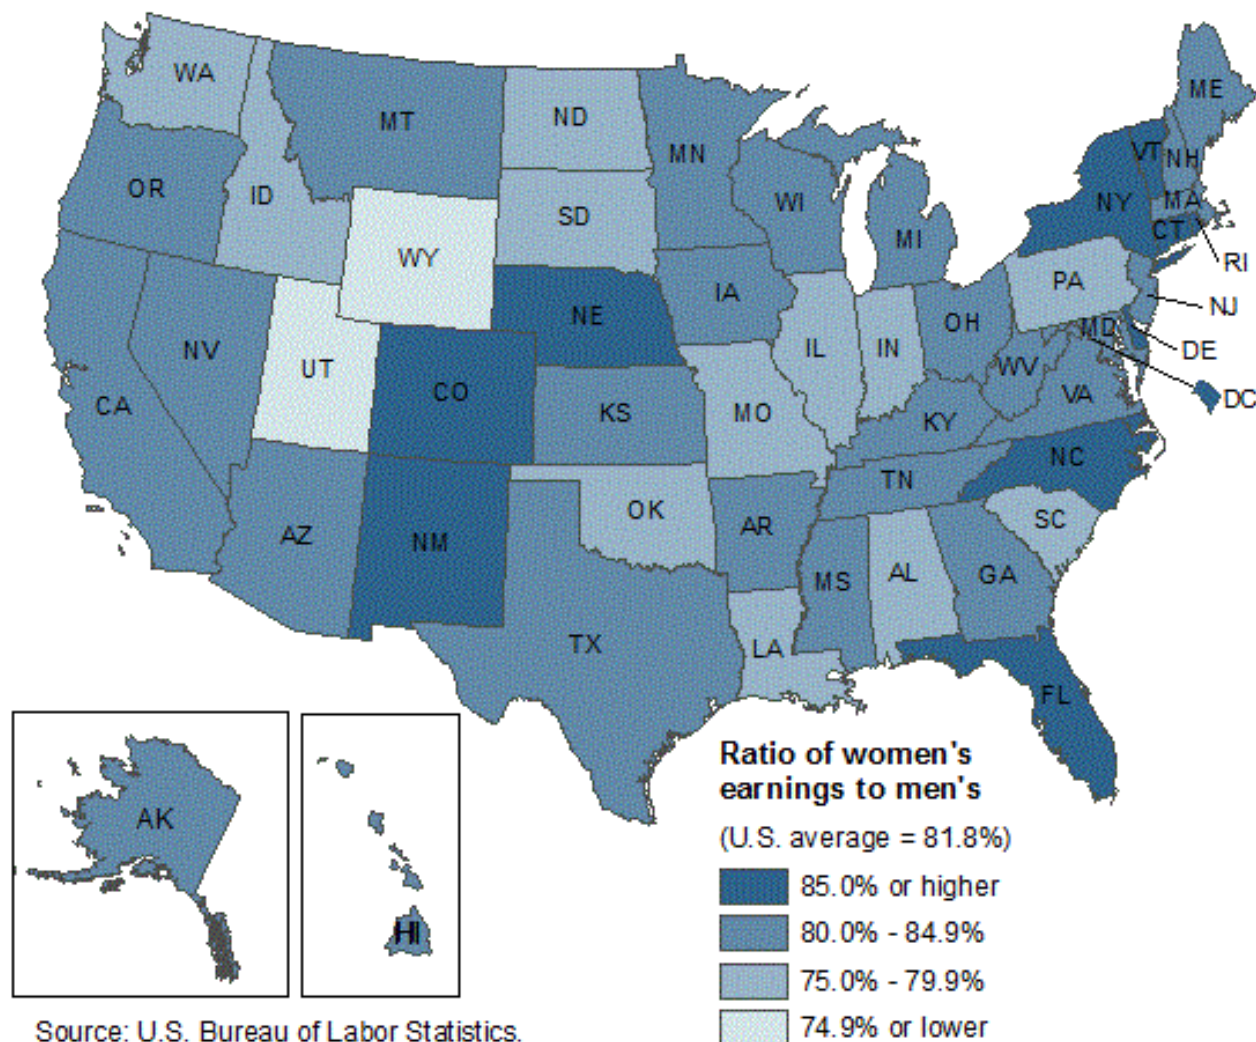 WA
MT
ND
MN
ME
VT
NH
OR
ID
SD
WI
MI
NY
MA
CT
RI
WY
NE
IA
PA
NJ
NV
UT
CO
IL
IN
OH
MD
DE
CA
KS
MO
WV
VA
DC
KY
NC
AZ
NM
OK
AR
TN
SC
MS
AL
GA
TX
LA
FL
AK
HI
Ratio of women's
earnings to men's
(U.S. average = 81.8%)
85.0% or higher
80.0% - 84.9%
75.0% - 79.9%
74.9% or lower
Source: U.S. Bureau of Labor Statistics.